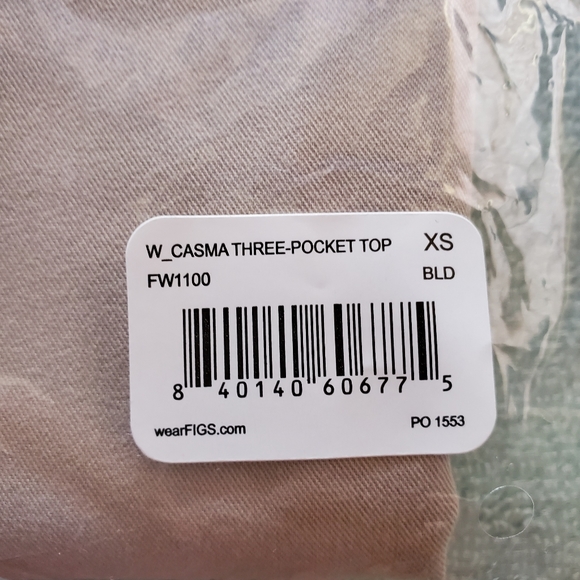 W_CASMA THREE-POCKET TOP XS
FW1100 BLD
8 40140 60677 5
wearFIGS.com PO 1553